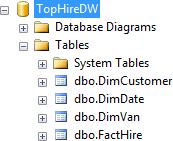 TopHireDW
Database Diagrams
Tables
System Tables
dbo.DimCustomer
dbo.DimDate
dbo.DimVan
dbo.FactHire